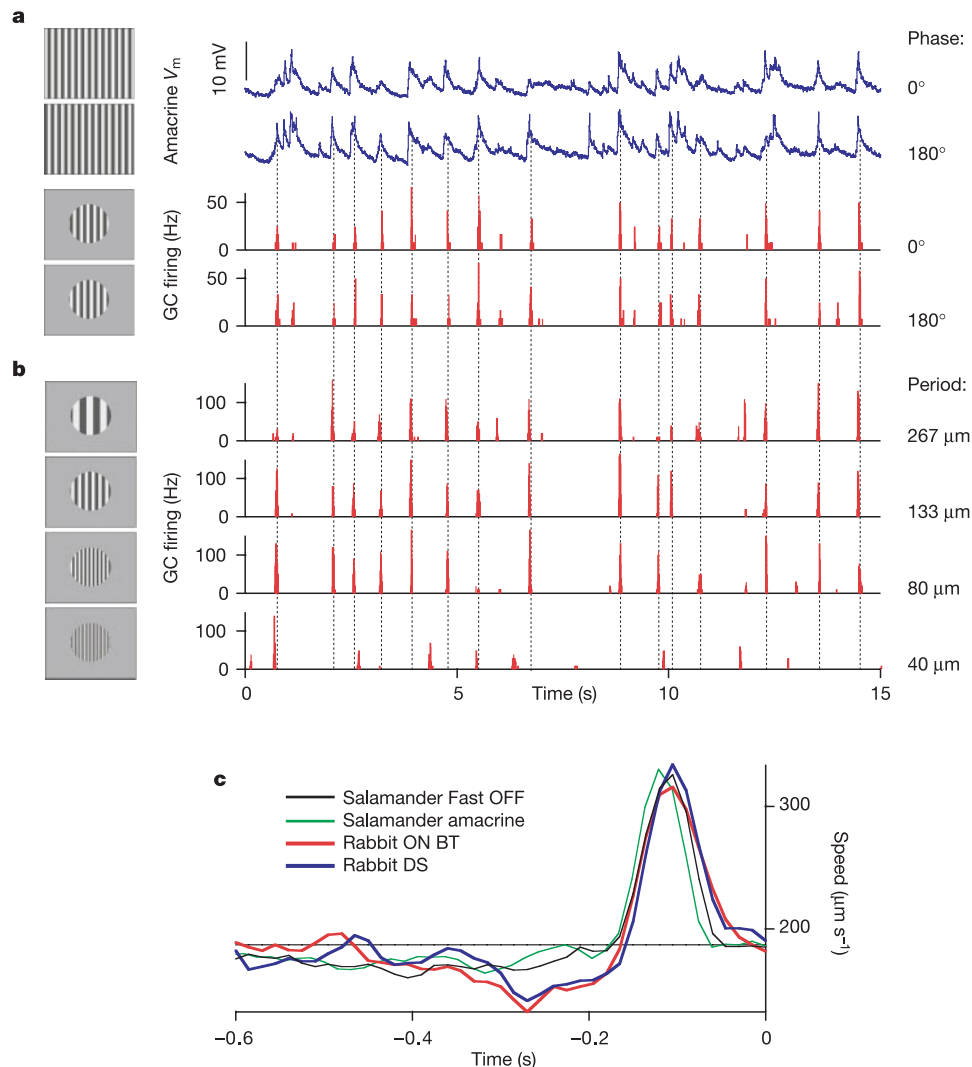 a
Amacrine Vm
10 mV
Phase:
0°
180°
GC firing (Hz)
50
0
0°
50
0
180°
b
GC firing (Hz)
Period:
100
0
267 µm
100
0
133 µm
100
0
80 µm
100
0
40 µm
0
5
10
15
Time (s)
c
Salamander Fast OFF
Salamander amacrine
Rabbit ON BT
Rabbit DS
300
200
Speed (µm s⁻¹)
−0.6
−0.4
−0.2
0
Time (s)